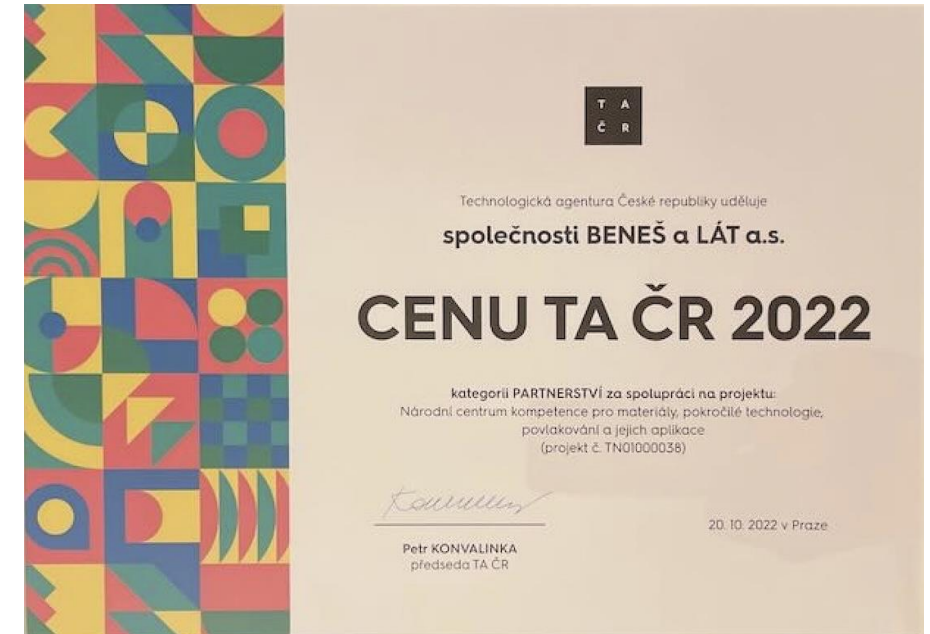 T A
Č R
Technologická agentura České republiky uděluje
společnosti BENEŠ a LÁT a.s.
CENU TA ČR 2022
kategorii PARTNERSTVÍ za spolupráci na projektu:
Národní centrum kompetence pro materiály, pokročilé technologie,
povlakování a jejich aplikace
(projekt č. TN01000038)
20. 10. 2022 v Praze
Petr KONVALINKA
předseda TA ČR